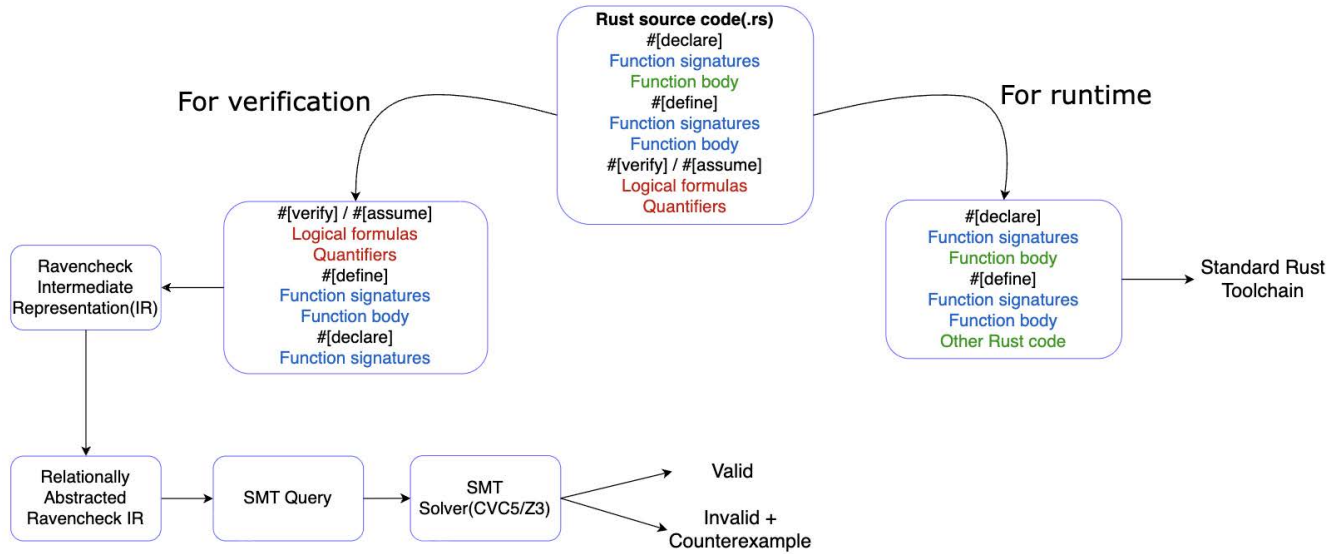 Rust source code(.rs)
#[declare]
Function signatures
Function body
#[define]
Function signatures
Function body
#[verify] / #[assume]
Logical formulas
Quantifiers
For verification
For runtime
#[verify] / #[assume]
Logical formulas
Quantifiers
#[define]
Function signatures
Function body
#[declare]
Function signatures
#[declare]
Function signatures
Function body
#[define]
Function signatures
Function body
Other Rust code
Standard Rust
Toolchain
Ravencheck
Intermediate
Representation(IR)
Relationally
Abstracted
Ravencheck IR
SMT Query
SMT
Solver(CVC5/Z3)
Valid
Invalid +
Counterexample